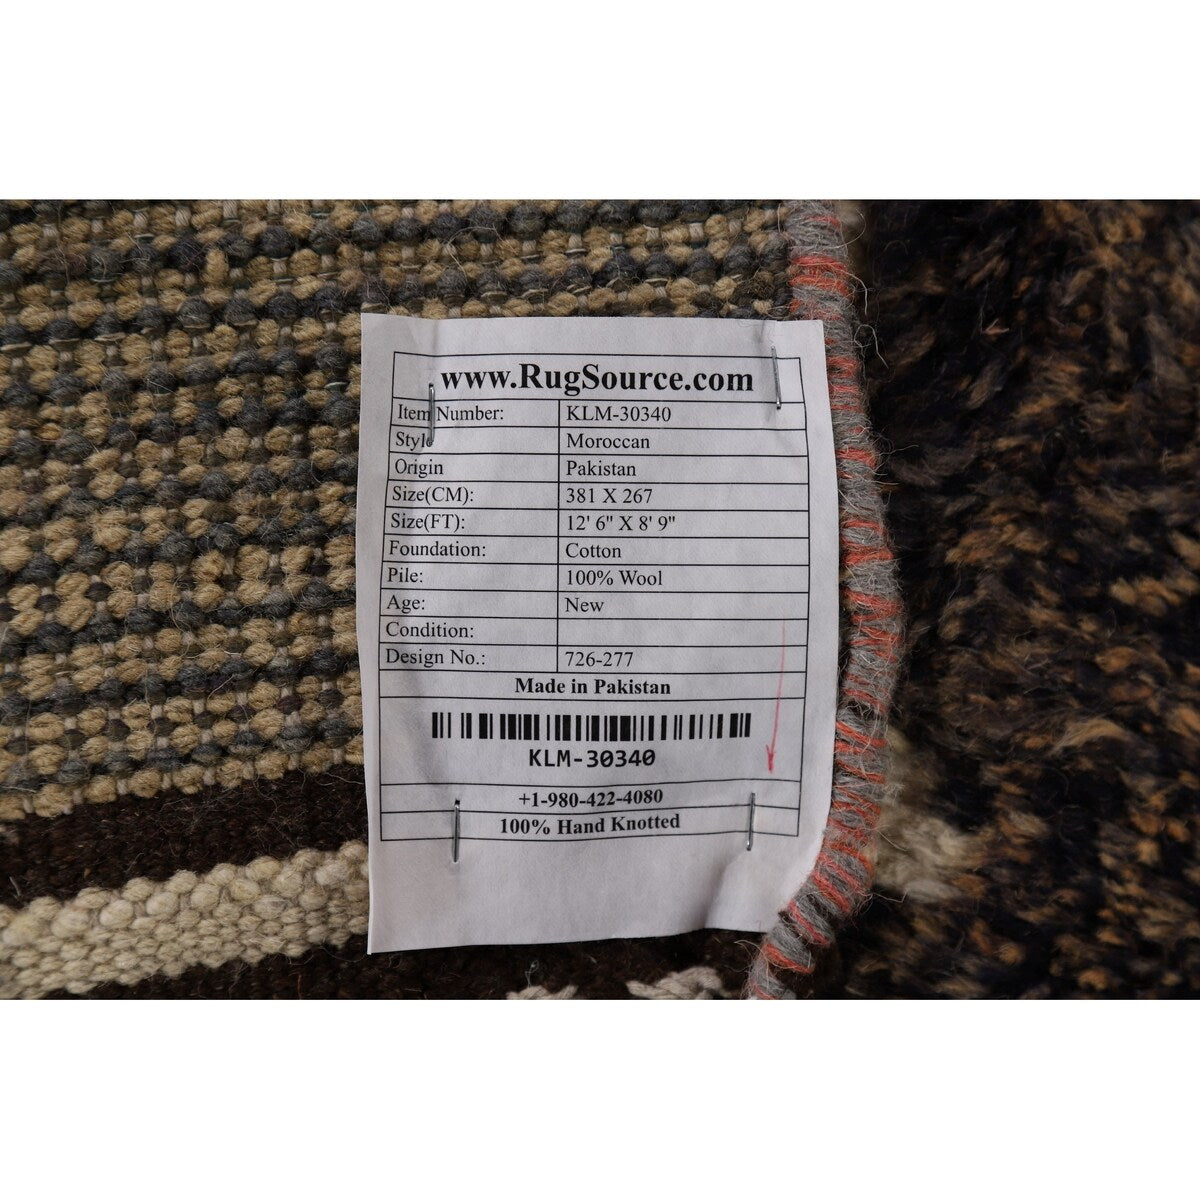 www.RugSource.com
Item Number: KLM-30340
Style Moroccan
Origin Pakistan
Size(CM): 381 X 267
Size(FT): 12' 6" X 8' 9"
Foundation: Cotton
Pile: 100% Wool
Age: New
Condition:
Design No.: 726-277
Made in Pakistan
KLM-30340
+1-980-422-4080
100% Hand Knotted